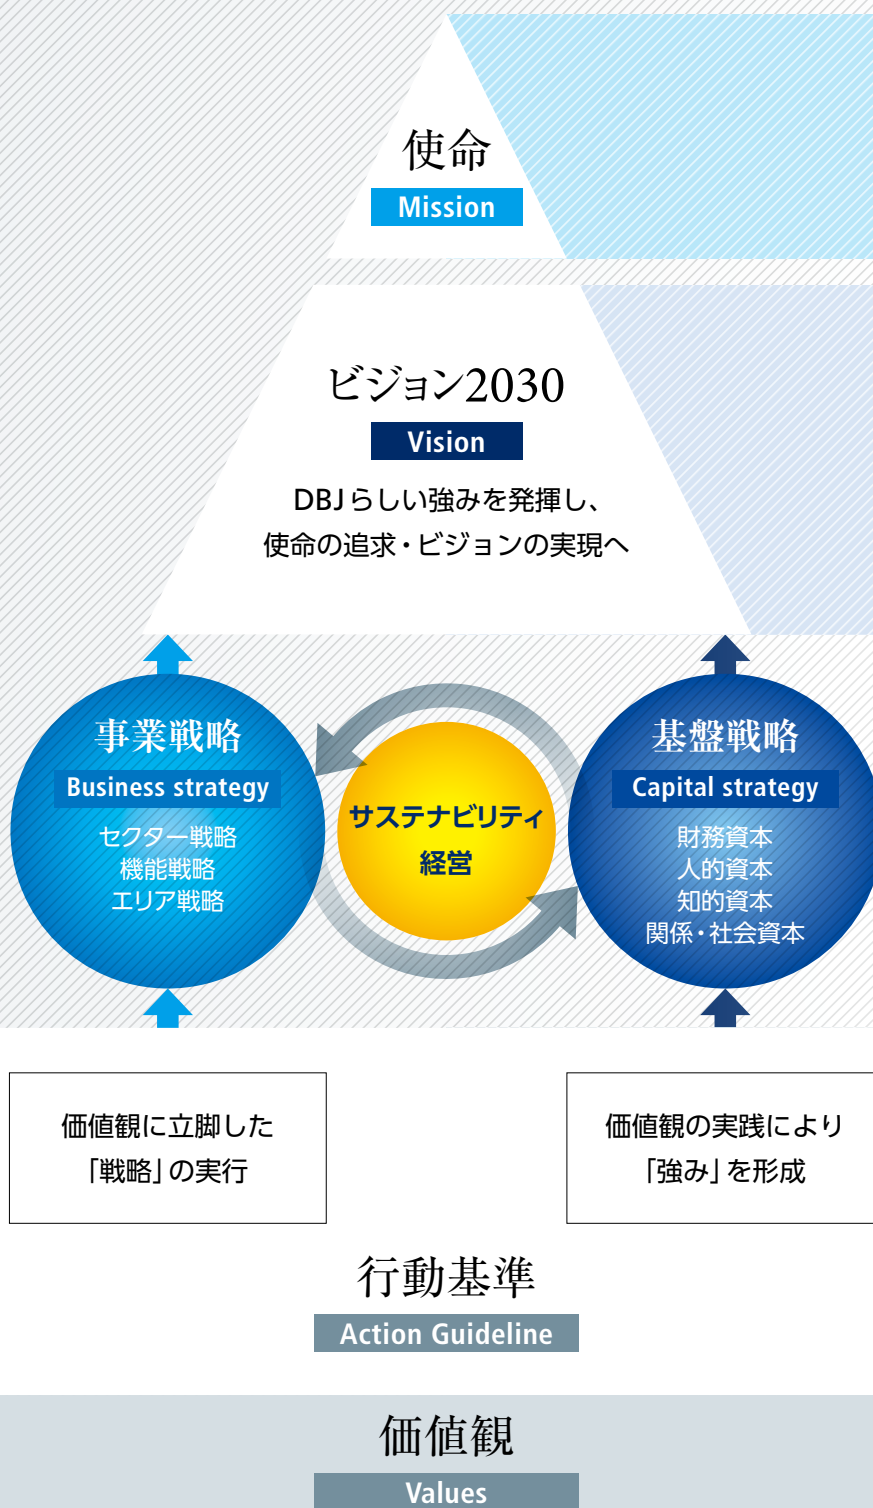 使命
Mission
ビジョン2030
Vision
DBJらしい強みを発揮し、
使命の追求・ビジョンの実現へ
事業戦略
Business strategy
セクター戦略
機能戦略
エリア戦略
サステナビリティ
経営
基盤戦略
Capital strategy
財務資本
人的資本
知的資本
関係・社会資本
価値観に立脚した
「戦略」の実行
価値観の実践により
「強み」を形成
行動基準
Action Guideline
価値観
Values